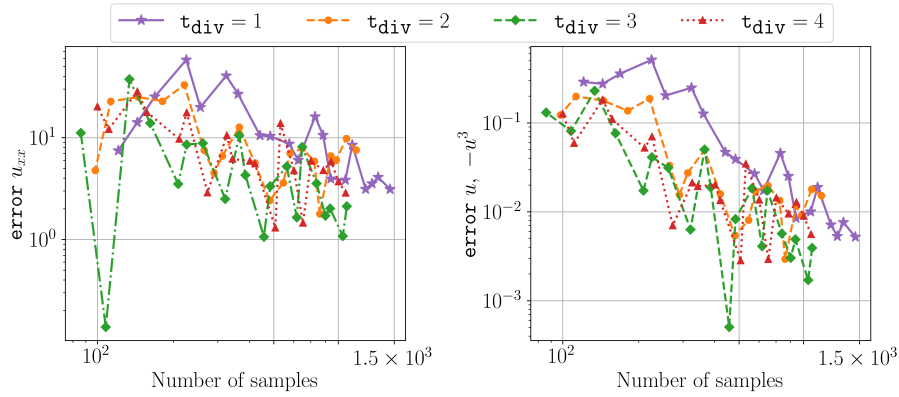 t_div = 1 t_div = 2 t_div = 3 t_div = 4
error u_xx
10^1
10^0
10^2
1.5 × 10^3
Number of samples
error u, −u^3
10^−1
10^−2
10^−3
10^2
1.5 × 10^3
Number of samples